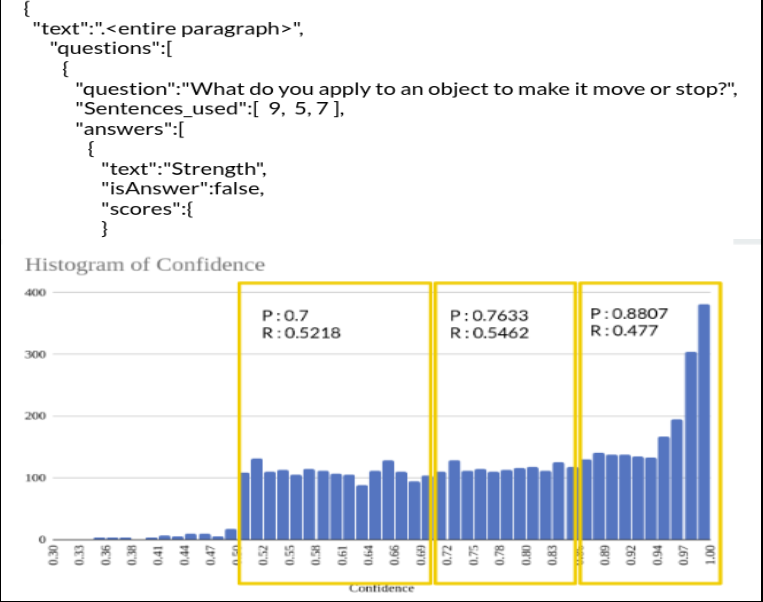 {
"text":".<entire paragraph>",
"questions":[
{
"question":"What do you apply to an object to make it move or stop?",
"Sentences_used":[ 9, 5, 7 ],
"answers":[
{
"text":"Strength",
"isAnswer":false,
"scores":{
}
Histogram of Confidence
400
P : 0.7
R : 0.5218
P : 0.7633
R : 0.5462
P : 0.8807
R : 0.477
300
200
100
0
0.30 0.33 0.36 0.38 0.41 0.44 0.47 0.50 0.52 0.55 0.58 0.61 0.64 0.66 0.69 0.72 0.75 0.78 0.80 0.83 0.89 0.92 0.94 0.97 1.00
Confidence